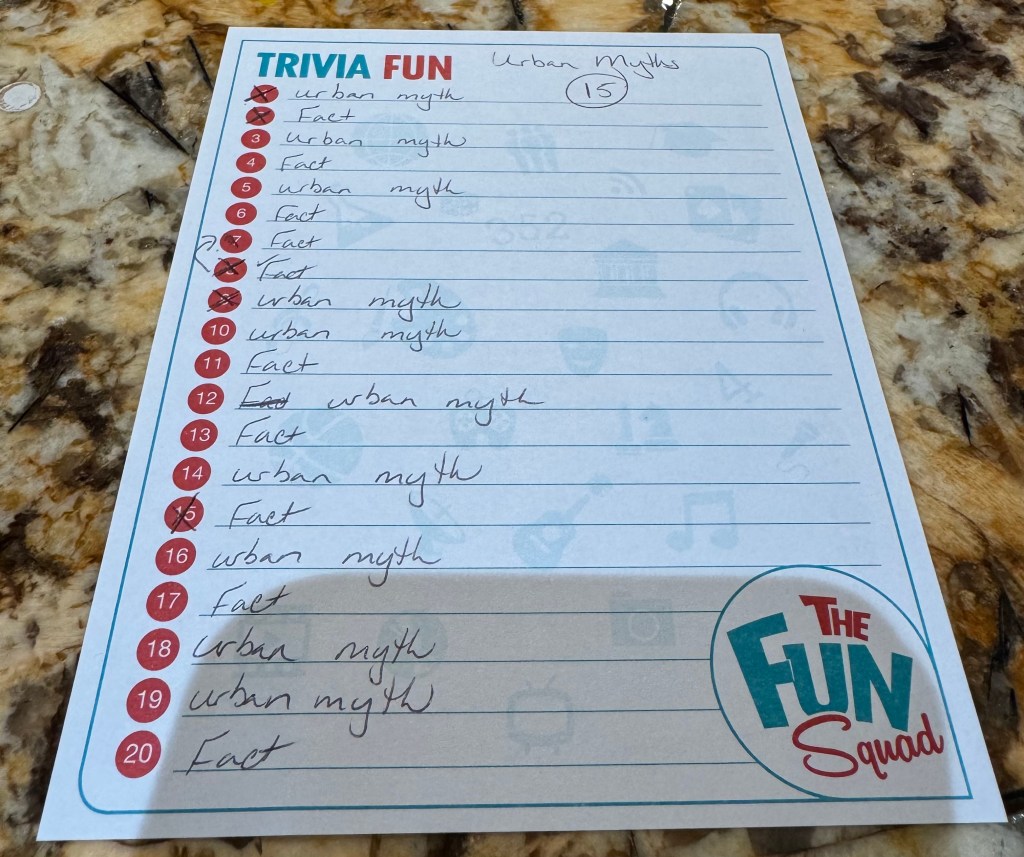 TRIVIA FUN Urban Myths
15
1 urban myth
2 Fact
3 urban myth
4 Fact
5 urban myth
6 Fact
7 Fact
8 Fact
9 urban myth
10 urban myth
11 Fact
12 Fact urban myth
13 Fact
14 urban myth
15 Fact
16 urban myth
17 Fact
18 urban myth
19 urban myth
20 Fact
THE
FUN
Squad